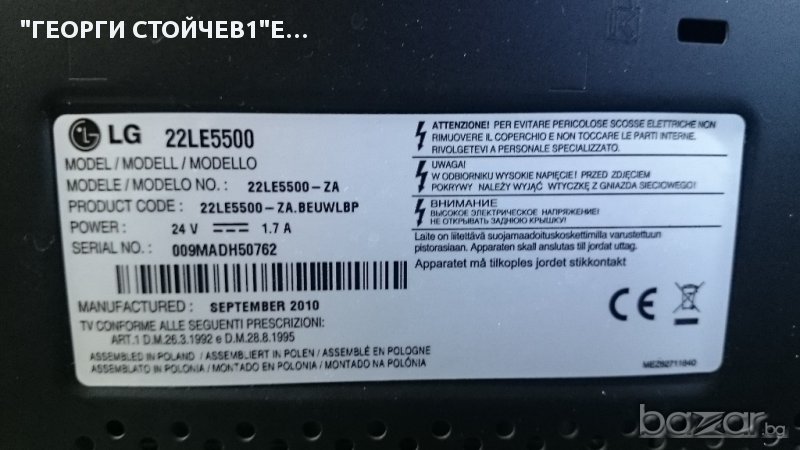 "ГЕОРГИ СТОЙЧЕВ1"Е...
LG 22LE5500
MODEL / MODELL / MODELLO
MODELE / MODELO NO. : 22LE5500-ZA
PRODUCT CODE : 22LE5500-ZA.BEUWLBP
POWER : 24 V 1.7 A
SERIAL NO. : 009MADH50762
MANUFACTURED : SEPTEMBER 2010
TV CONFORME ALLE SEGUENTI PRESCRIZIONI:
ART.1 D.M.26.3.1992 e D.M.28.8.1995
ASSEMBLED IN POLAND / ASSEMBLIERT IN POLEN / ASSEMBLÉ EN POLOGNE
ASSEMBLATO IN POLONIA / MONTADO EN POLONIA / MONTADO NA POLÓNIA
ATTENZIONE! PER EVITARE PERICOLOSE SCOSSE ELETTRICHE NON
RIMUOVERE IL COPERCHIO E NON TOCCARE LE PARTI INTERNE.
RIVOLGETEVI A PERSONALE SPECIALIZZATO.
UWAGA!
W ODBIORNIKU WYSOKIE NAPIĘCIE! PRZED ZDJĘCIEM
POKRYWY NALEŻY WYJĄĆ WTYCZKĘ Z GNIAZDA SIECIOWEGO!
ВНИМАНИЕ
ВЫСОКОЕ ЭЛЕКТРИЧЕСКОЕ НАПРЯЖЕНИЕ!
НЕ ОТКРЫВАТЬ ЗАДНЮЮ КРЫШКУ!
Laite on liitettävä suojamaadoituskoskettimilla varustettuun
pistorasiaan. Apparaten skall anslutas till jordat uttag.
Apparatet må tilkoples jordet stikkontakt
CE
MEZ62711640
bazar.bg